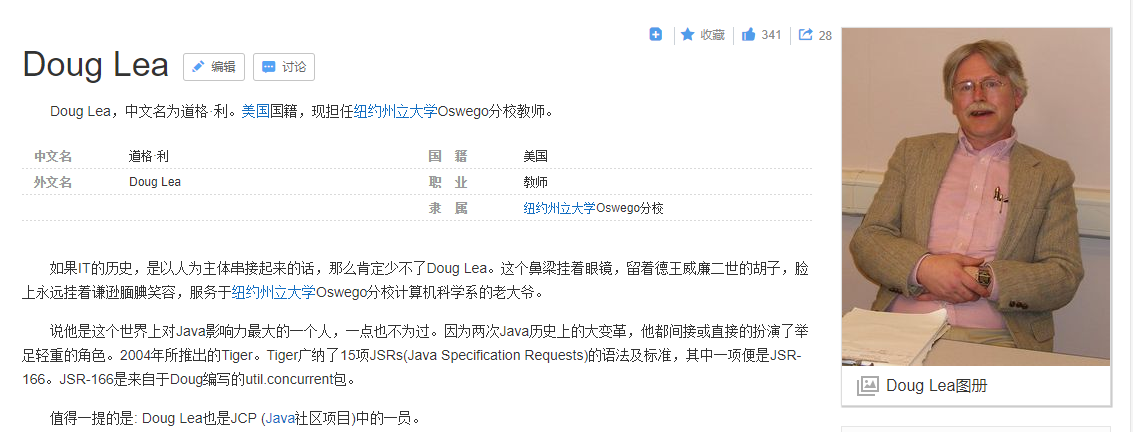 收藏 341 28
Doug Lea 编辑 讨论
Doug Lea，中文名为道格·利。美国国籍，现担任纽约州立大学Oswego分校教师。
中文名 道格·利 国 籍 美国
外文名 Doug Lea 职 业 教师
隶 属 纽约州立大学Oswego分校
如果IT的历史，是以人为主体串接起来的话，那么肯定少不了Doug Lea。这个鼻梁挂着眼镜，留着德王威廉二世的胡子，脸
上永远挂着谦逊腼腆笑容，服务于纽约州立大学Oswego分校计算机科学系的老大爷。
说他是这个世界上对Java影响力最大的一个人，一点也不为过。因为两次Java历史上的大变革，他都间接或直接的扮演了举
足轻重的角色。2004年所推出的Tiger。Tiger广纳了15项JSRs(Java Specification Requests)的语法及标准，其中一项便是JSR-
166。JSR-166是来自于Doug编写的util.concurrent包。
值得一提的是: Doug Lea也是JCP (Java社区项目)中的一员。
Doug Lea图册